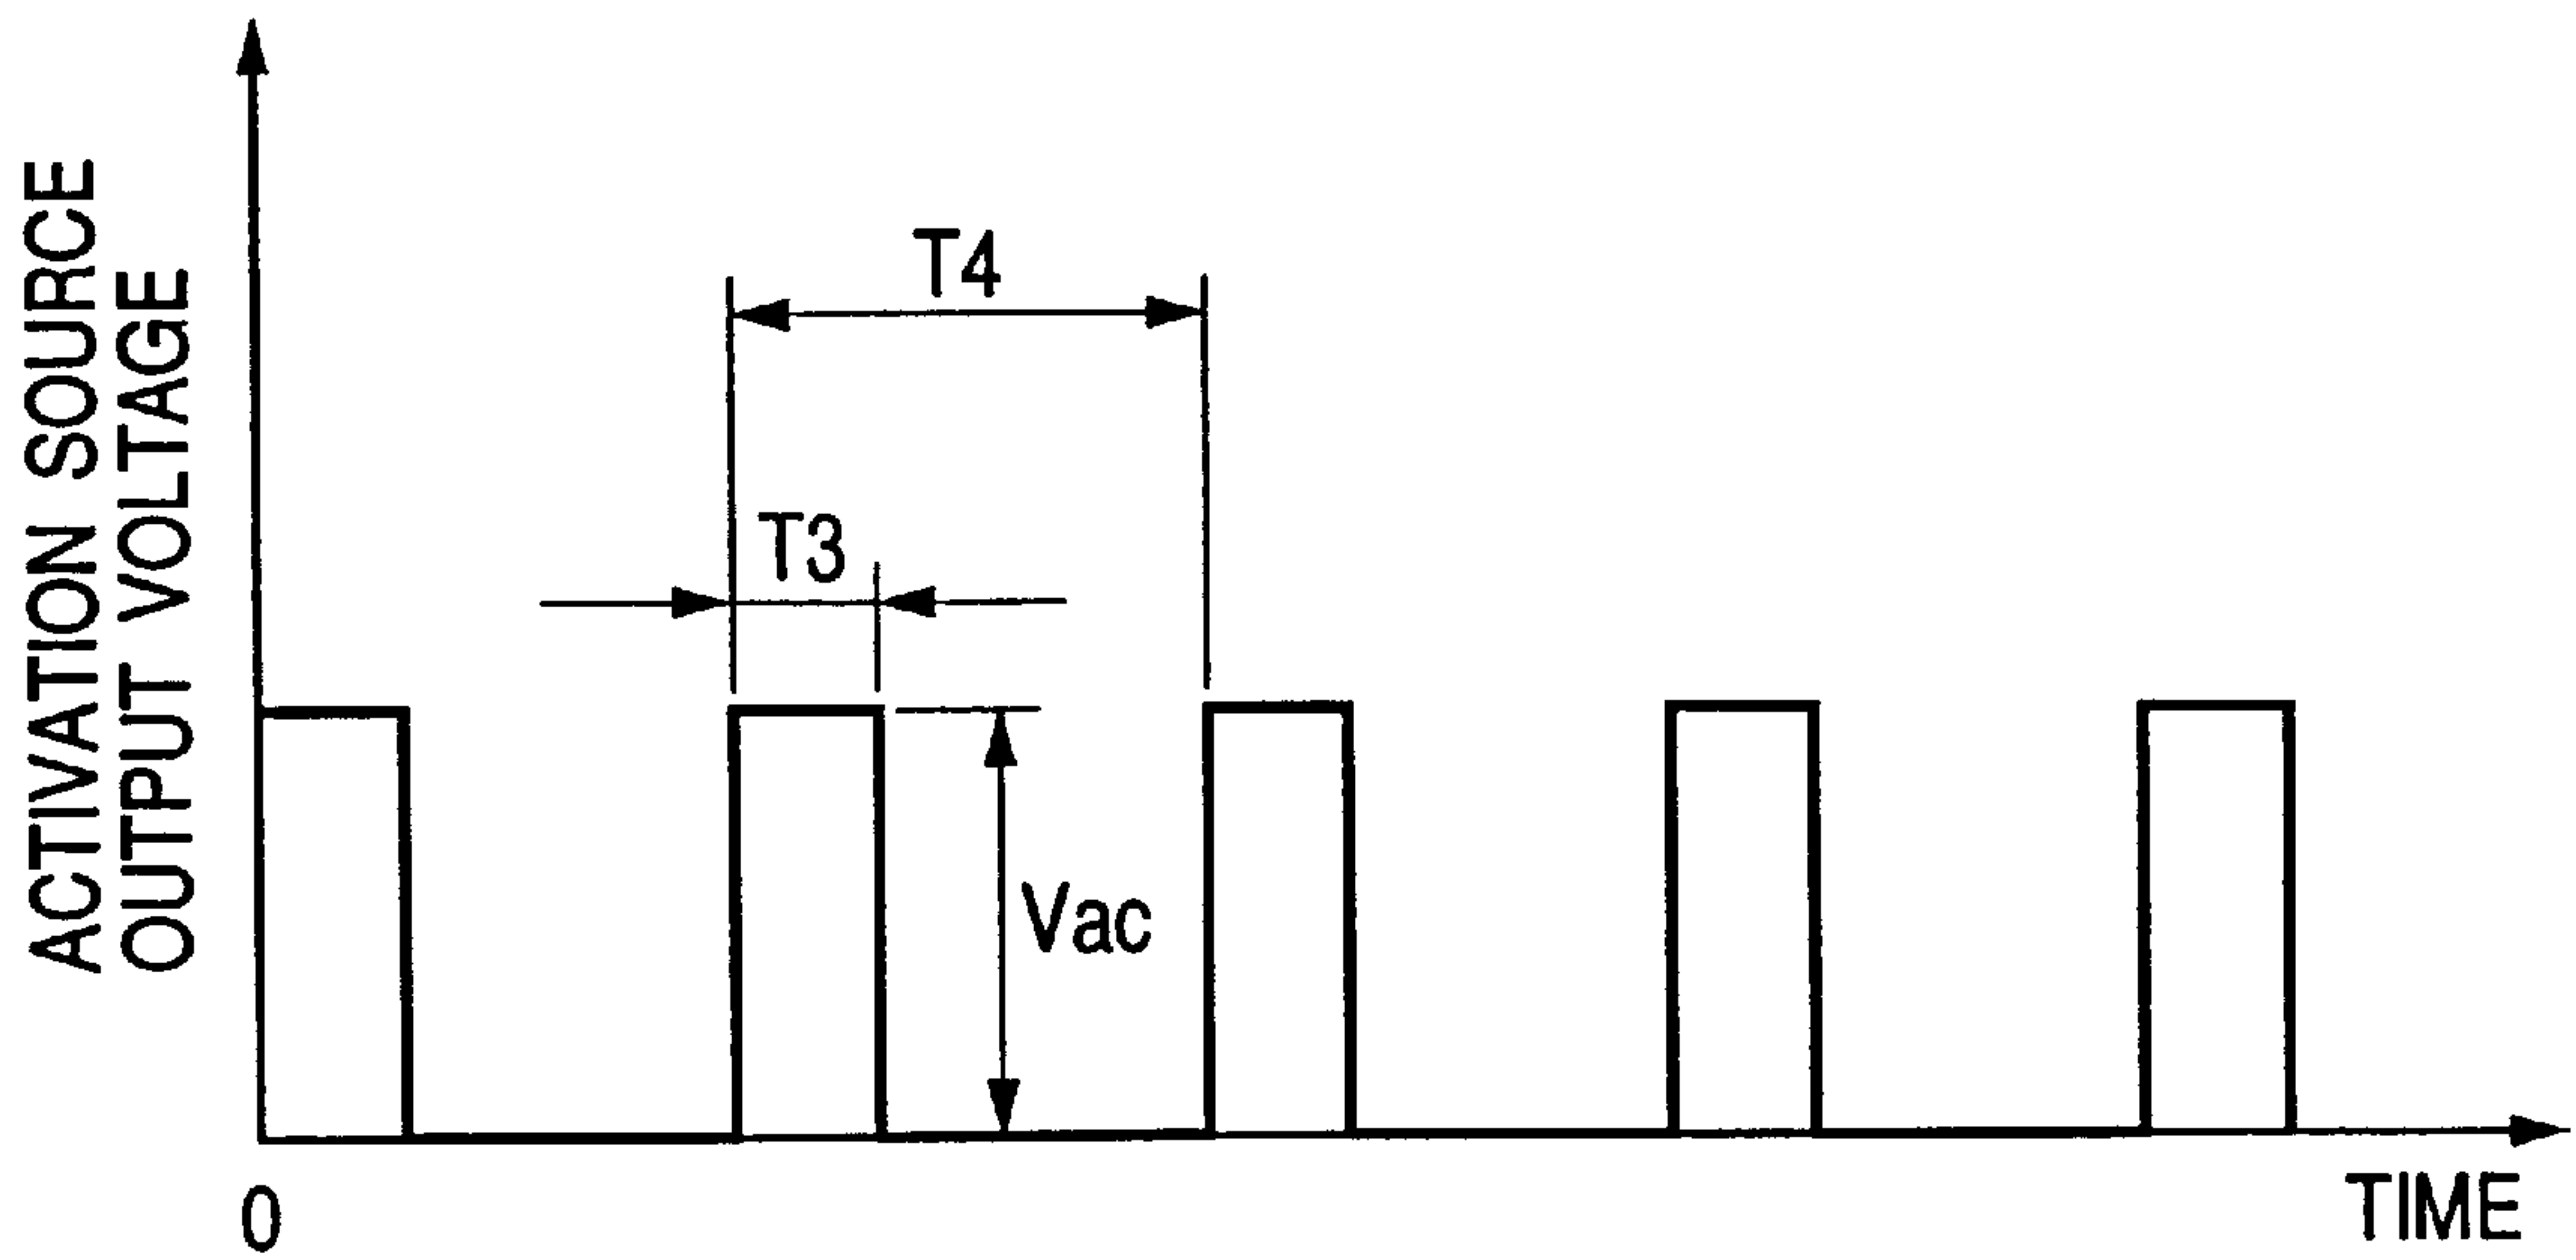 ACTIVATION SOURCE
OUTPUT VOLTAGE
T4
T3
Vac
0
TIME